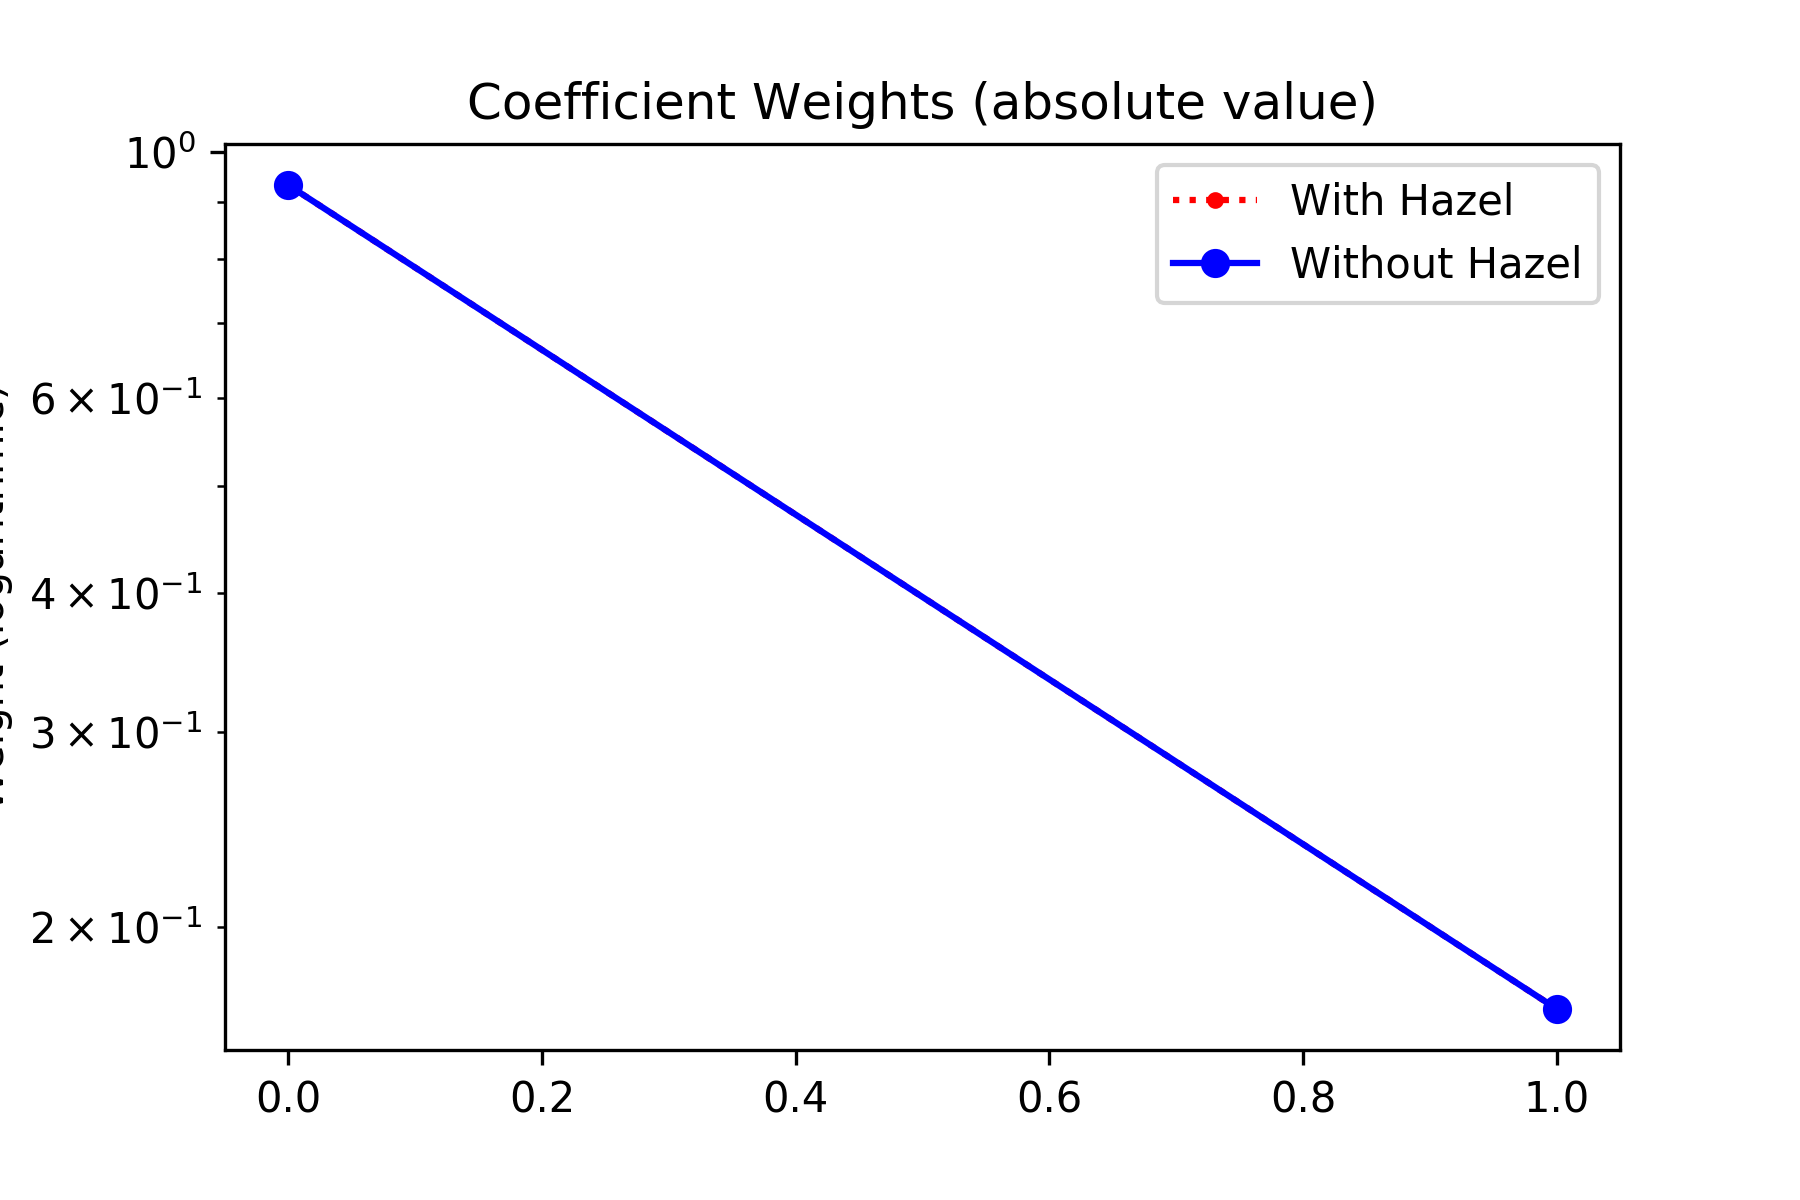 Coefficient Weights (absolute value)
10⁰
6 × 10⁻¹
4 × 10⁻¹
3 × 10⁻¹
2 × 10⁻¹
With Hazel
Without Hazel
0.0 0.2 0.4 0.6 0.8 1.0